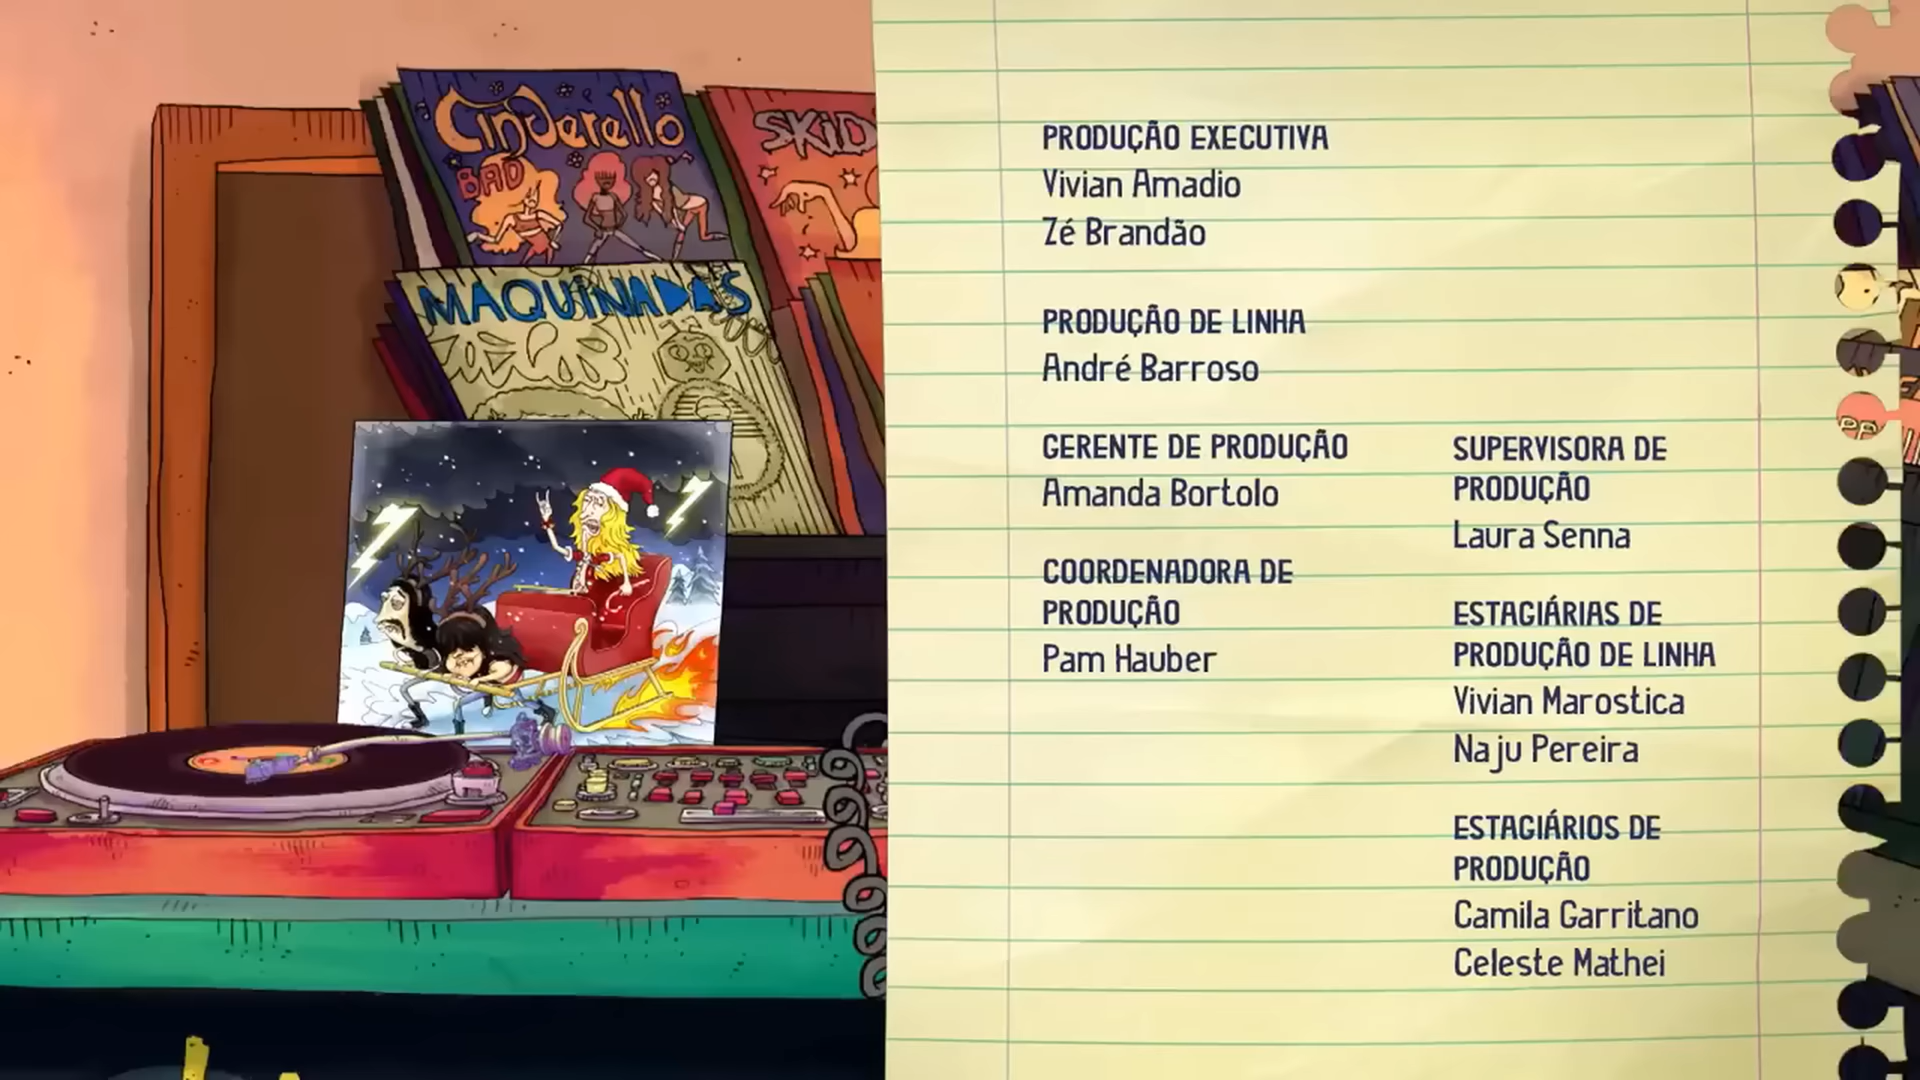 Cinderello
BAD
SKID
MAQUINADAS
PRODUÇÃO EXECUTIVA
Vivian Amadio
Zé Brandão
PRODUÇÃO DE LINHA
André Barroso
GERENTE DE PRODUÇÃO
Amanda Bortolo
COORDENADORA DE
PRODUÇÃO
Pam Hauber
SUPERVISORA DE
PRODUÇÃO
Laura Senna
ESTAGIÁRIAS DE
PRODUÇÃO DE LINHA
Vivian Marostica
Naju Pereira
ESTAGIÁRIOS DE
PRODUÇÃO
Camila Garritano
Celeste Mathei